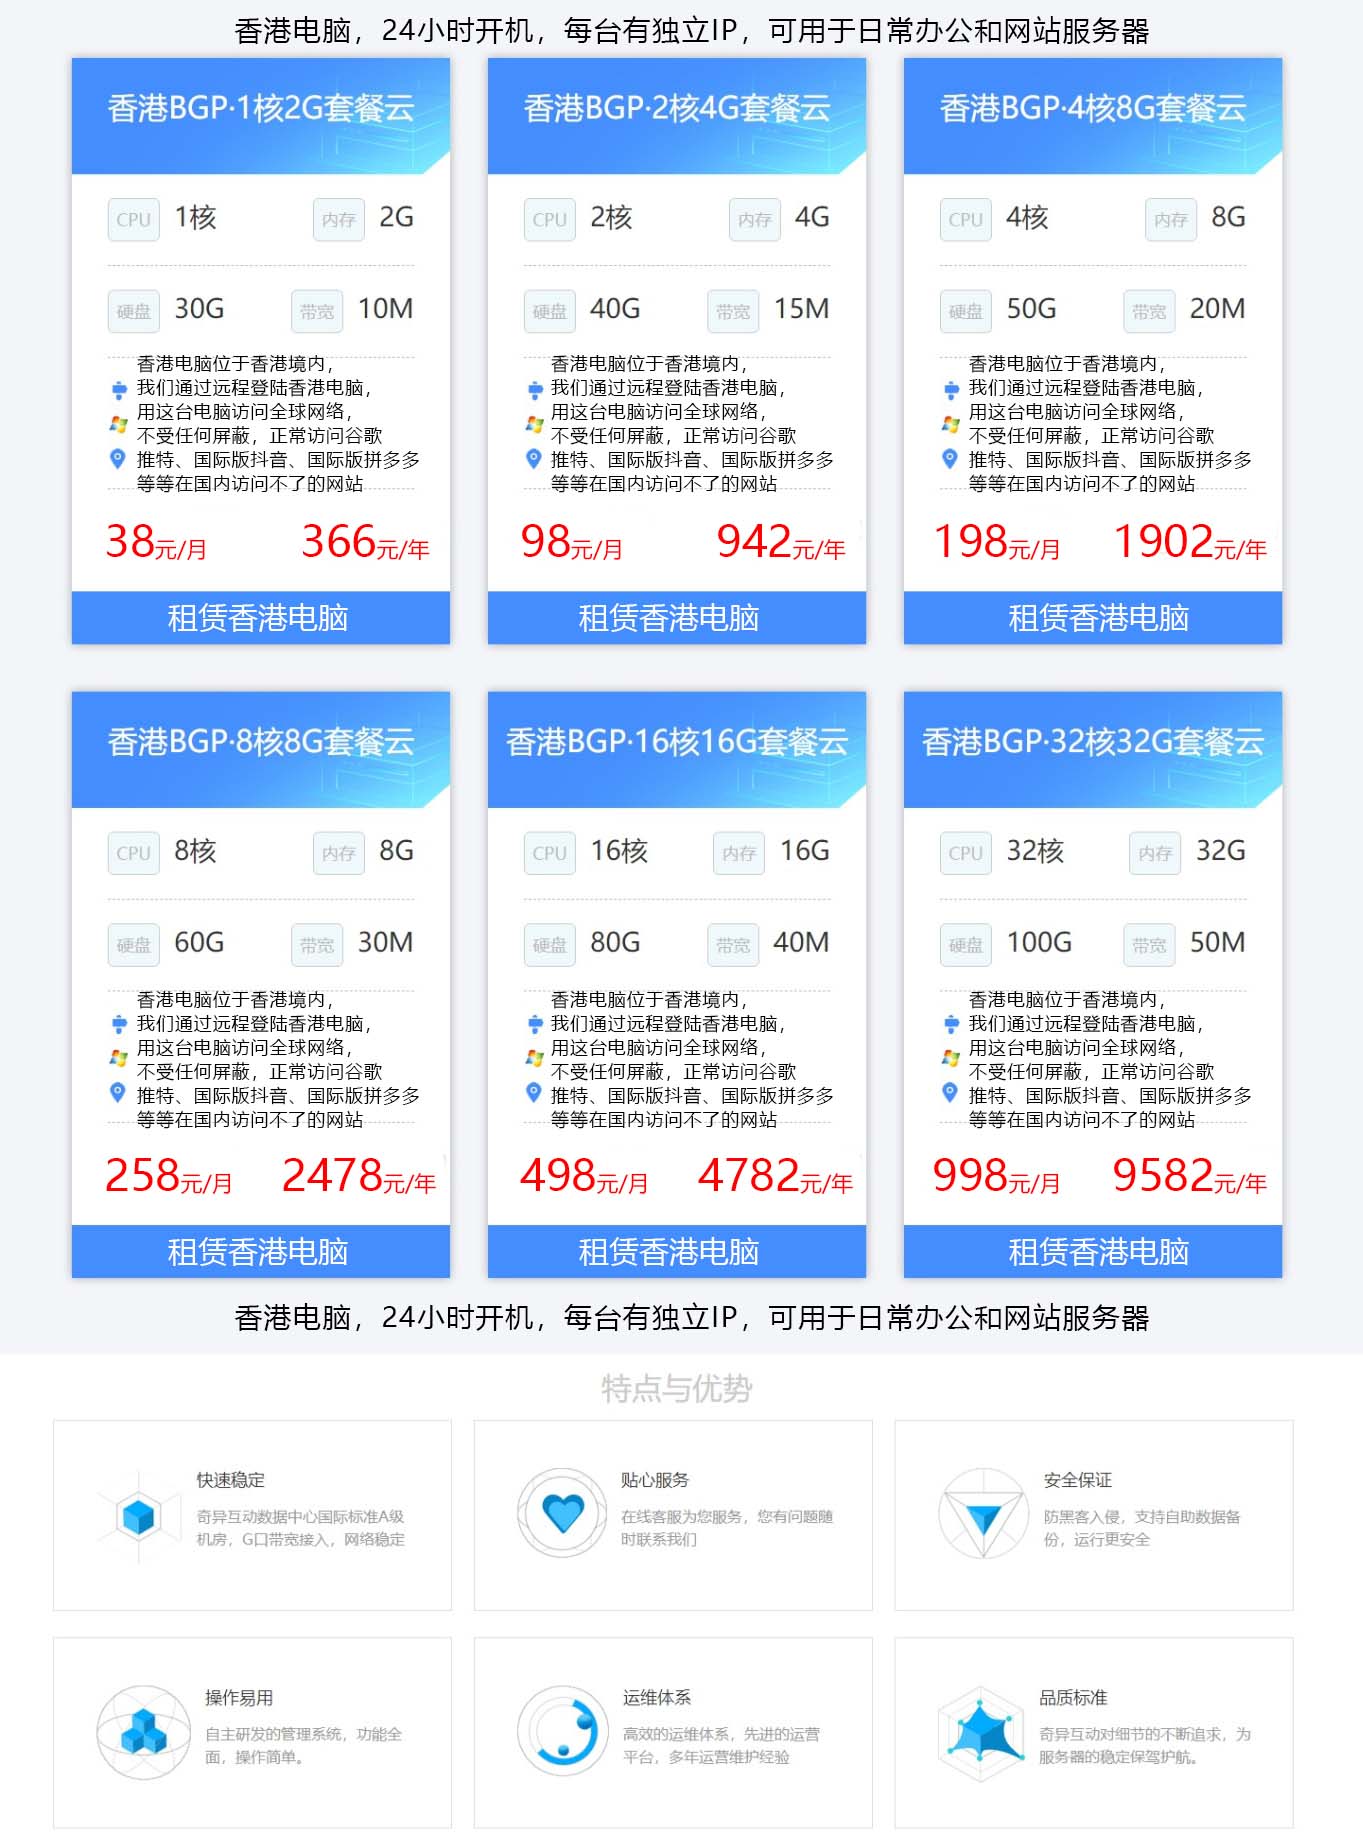 香港电脑，24小时开机，每台有独立IP，可用于日常办公和网站服务器
香港BGP·1核2G套餐云
CPU 1核 内存 2G
硬盘 30G 带宽 10M
香港电脑位于香港境内，
我们通过远程登陆香港电脑，
用这台电脑访问全球网络，
不受任何屏蔽，正常访问谷歌
推特、国际版抖音、国际版拼多多
等等在国内访问不了的网站
38元/月 366元/年
租赁香港电脑
香港BGP·2核4G套餐云
CPU 2核 内存 4G
硬盘 40G 带宽 15M
香港电脑位于香港境内，
我们通过远程登陆香港电脑，
用这台电脑访问全球网络，
不受任何屏蔽，正常访问谷歌
推特、国际版抖音、国际版拼多多
等等在国内访问不了的网站
98元/月 942元/年
租赁香港电脑
香港BGP·4核8G套餐云
CPU 4核 内存 8G
硬盘 50G 带宽 20M
香港电脑位于香港境内，
我们通过远程登陆香港电脑，
用这台电脑访问全球网络，
不受任何屏蔽，正常访问谷歌
推特、国际版抖音、国际版拼多多
等等在国内访问不了的网站
198元/月 1902元/年
租赁香港电脑
香港BGP·8核8G套餐云
CPU 8核 内存 8G
硬盘 60G 带宽 30M
香港电脑位于香港境内，
我们通过远程登陆香港电脑，
用这台电脑访问全球网络，
不受任何屏蔽，正常访问谷歌
推特、国际版抖音、国际版拼多多
等等在国内访问不了的网站
258元/月 2478元/年
租赁香港电脑
香港BGP·16核16G套餐云
CPU 16核 内存 16G
硬盘 80G 带宽 40M
香港电脑位于香港境内，
我们通过远程登陆香港电脑，
用这台电脑访问全球网络，
不受任何屏蔽，正常访问谷歌
推特、国际版抖音、国际版拼多多
等等在国内访问不了的网站
498元/月 4782元/年
租赁香港电脑
香港BGP·32核32G套餐云
CPU 32核 内存 32G
硬盘 100G 带宽 50M
香港电脑位于香港境内，
我们通过远程登陆香港电脑，
用这台电脑访问全球网络，
不受任何屏蔽，正常访问谷歌
推特、国际版抖音、国际版拼多多
等等在国内访问不了的网站
998元/月 9582元/年
租赁香港电脑
香港电脑，24小时开机，每台有独立IP，可用于日常办公和网站服务器
特点与优势
快速稳定
奇异互动数据中心国际标准A级
机房，G口带宽接入，网络稳定
贴心服务
在线客服为您服务，您有问题随
时联系我们
安全保证
防黑客入侵，支持自助数据备
份，运行更安全
操作易用
自主研发的管理系统，功能全
面，操作简单。
运维体系
高效的运维体系，先进的运营
平台，多年运营维护经验
品质标准
奇异互动对细节的不断追求，为
服务器的稳定保驾护航。